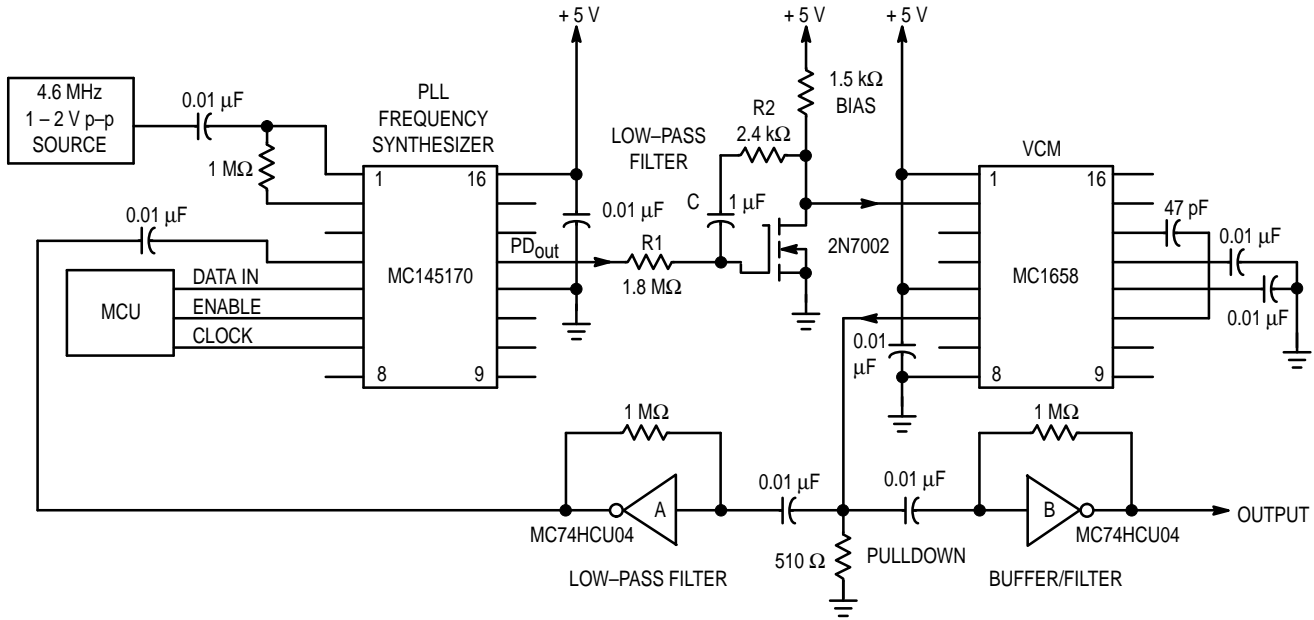 + 5 V
+ 5 V
+ 5 V
4.6 MHz
1 – 2 V p–p
SOURCE
0.01 µF
1 MΩ
PLL
FREQUENCY
SYNTHESIZER
1
16
8
9
MC145170
0.01 µF
0.01 µF
PDout
R1
1.8 MΩ
LOW–PASS
FILTER
R2
2.4 kΩ
C
1 µF
1.5 kΩ
BIAS
2N7002
VCM
1
16
8
9
MC1658
47 pF
0.01 µF
0.01 µF
MCU
DATA IN
ENABLE
CLOCK
0.01
µF
1 MΩ
A
MC74HCU04
LOW–PASS FILTER
0.01 µF
510 Ω
PULLDOWN
0.01 µF
1 MΩ
B
MC74HCU04
BUFFER/FILTER
OUTPUT